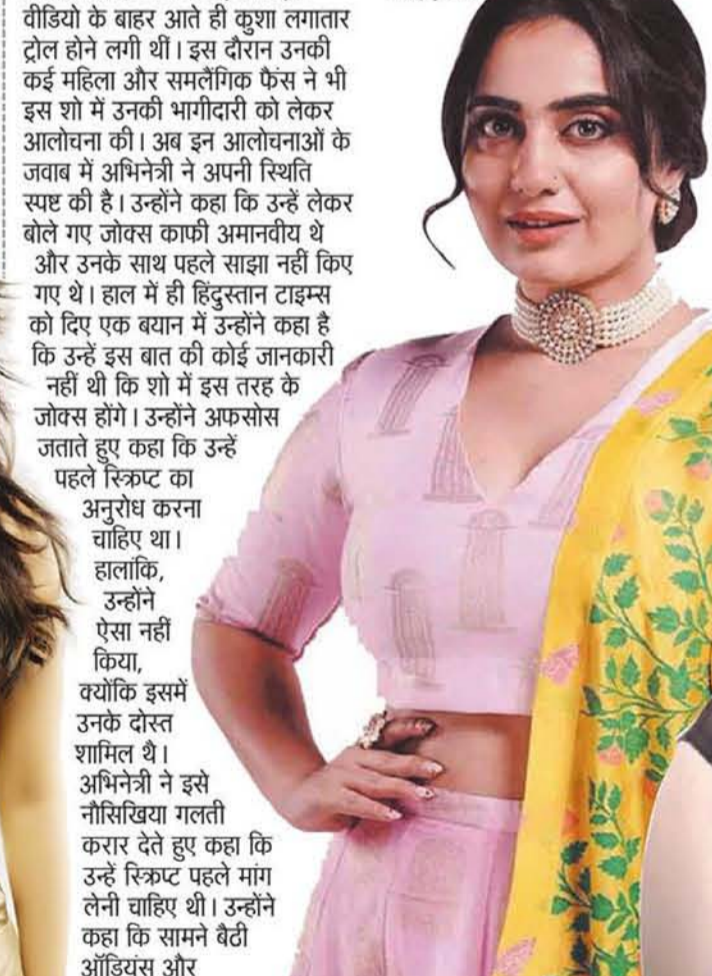 वीडियो के बाहर आते ही कुशा लगातार
ट्रोल होने लगी थीं। इस दौरान उनकी
कई महिला और समलैंगिक फैंस ने भी
इस शो में उनकी भागीदारी को लेकर
आलोचना की। अब इन आलोचनाओं के
जवाब में अभिनेत्री ने अपनी स्थिति
स्पष्ट की है। उन्होंने कहा कि उन्हें लेकर
बोले गए जोक्स काफी अमानवीय थे
और उनके साथ पहले साझा नहीं किए
गए थे। हाल में ही हिंदुस्तान टाइम्स
को दिए एक बयान में उन्होंने कहा है
कि उन्हें इस बात की कोई जानकारी
नहीं थी कि शो में इस तरह के
जोक्स होंगे। उन्होंने अफसोस
जताते हुए कहा कि उन्हें
पहले स्क्रिप्ट का
अनुरोध करना
चाहिए था।
हालांकि,
उन्होंने
ऐसा नहीं
किया,
क्योंकि इसमें
उनके दोस्त
शामिल थै।
अभिनेत्री ने इसे
नौसिखिया गलती
करार देते हुए कहा कि
उन्हें स्क्रिप्ट पहले मांग
लेनी चाहिए थी। उन्होंने
कहा कि सामने बैठी
ऑडियंस और